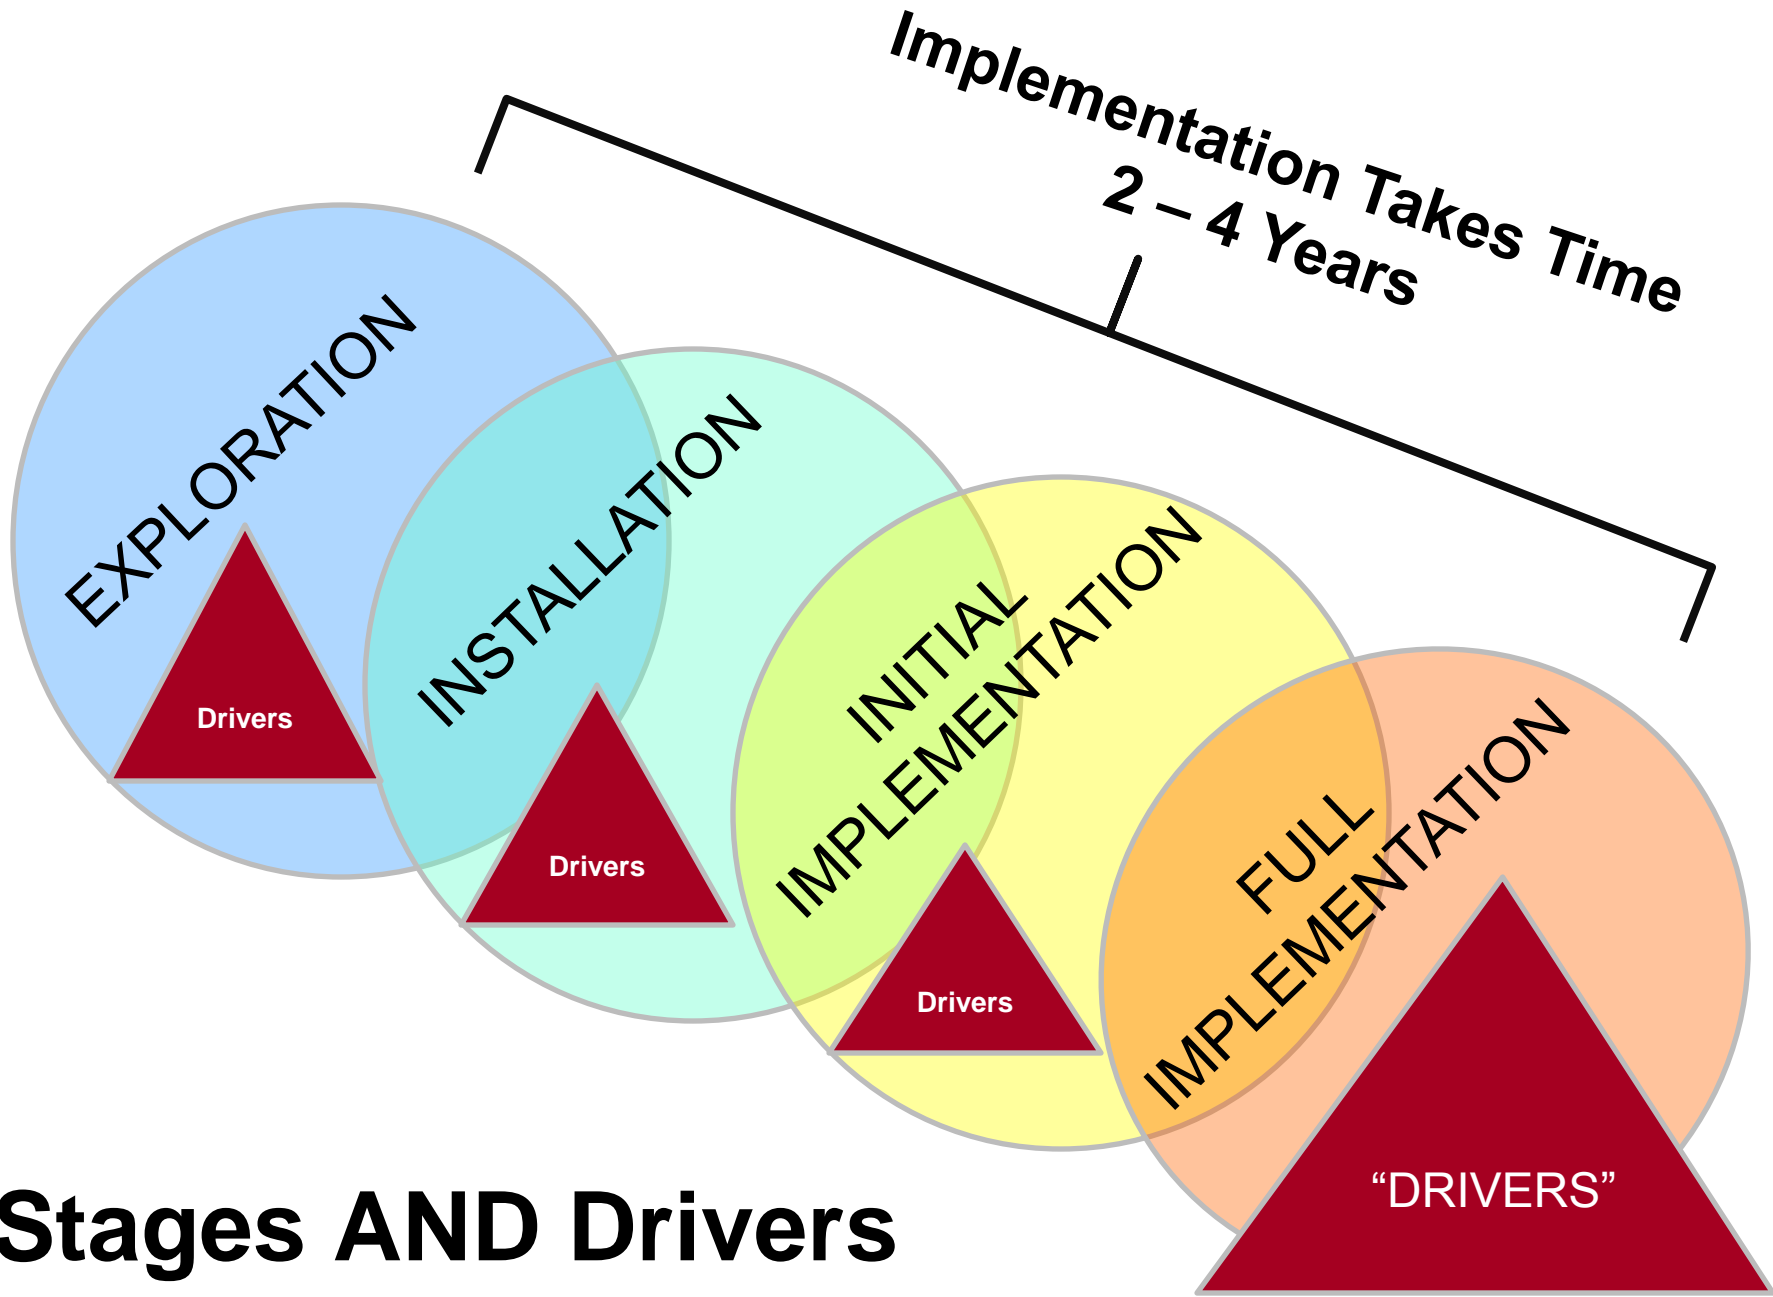 Implementation Takes Time
2 – 4 Years
EXPLORATION
Drivers
INSTALLATION
Drivers
INITIAL
IMPLEMENTATION
Drivers
FULL
IMPLEMENTATION
“DRIVERS”
Stages AND Drivers